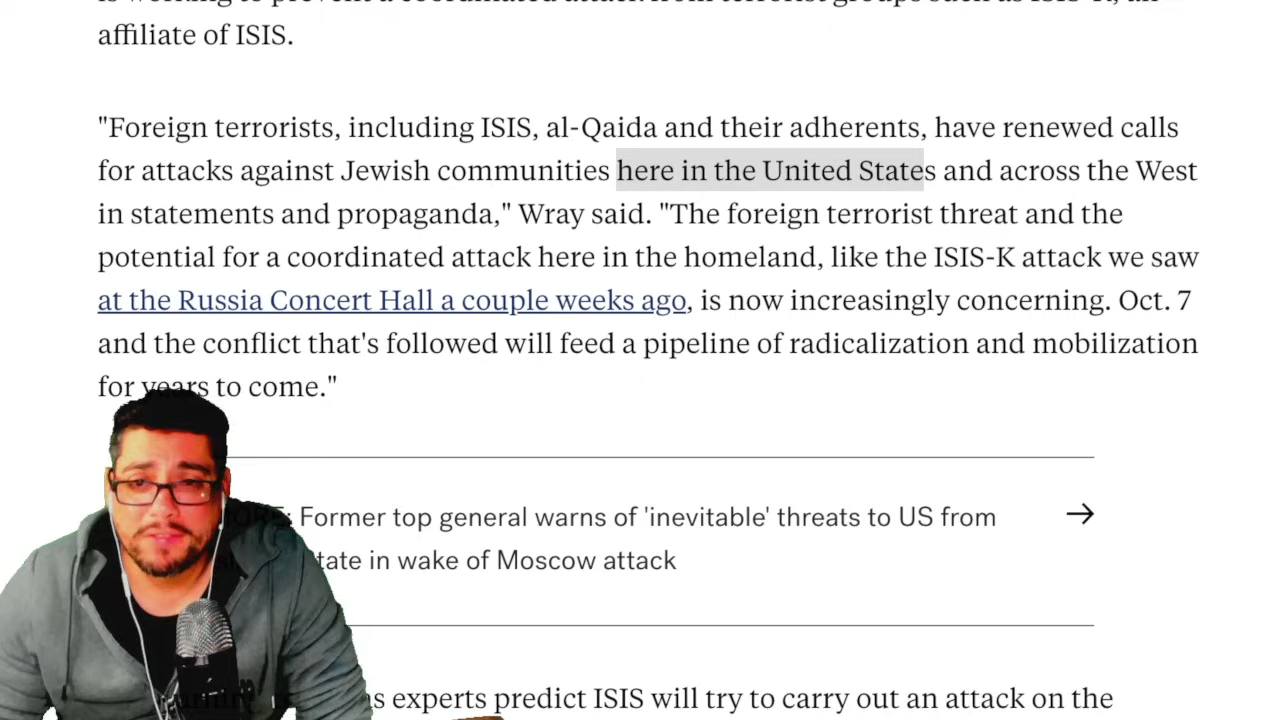 affiliate of ISIS.
"Foreign terrorists, including ISIS, al-Qaida and their adherents, have renewed calls
for attacks against Jewish communities here in the United States and across the West
in statements and propaganda," Wray said. "The foreign terrorist threat and the
potential for a coordinated attack here in the homeland, like the ISIS-K attack we saw
at the Russia Concert Hall a couple weeks ago, is now increasingly concerning. Oct. 7
and the conflict that's followed will feed a pipeline of radicalization and mobilization
for years to come."
Former top general warns of 'inevitable' threats to US from
in wake of Moscow attack
experts predict ISIS will try to carry out an attack on the